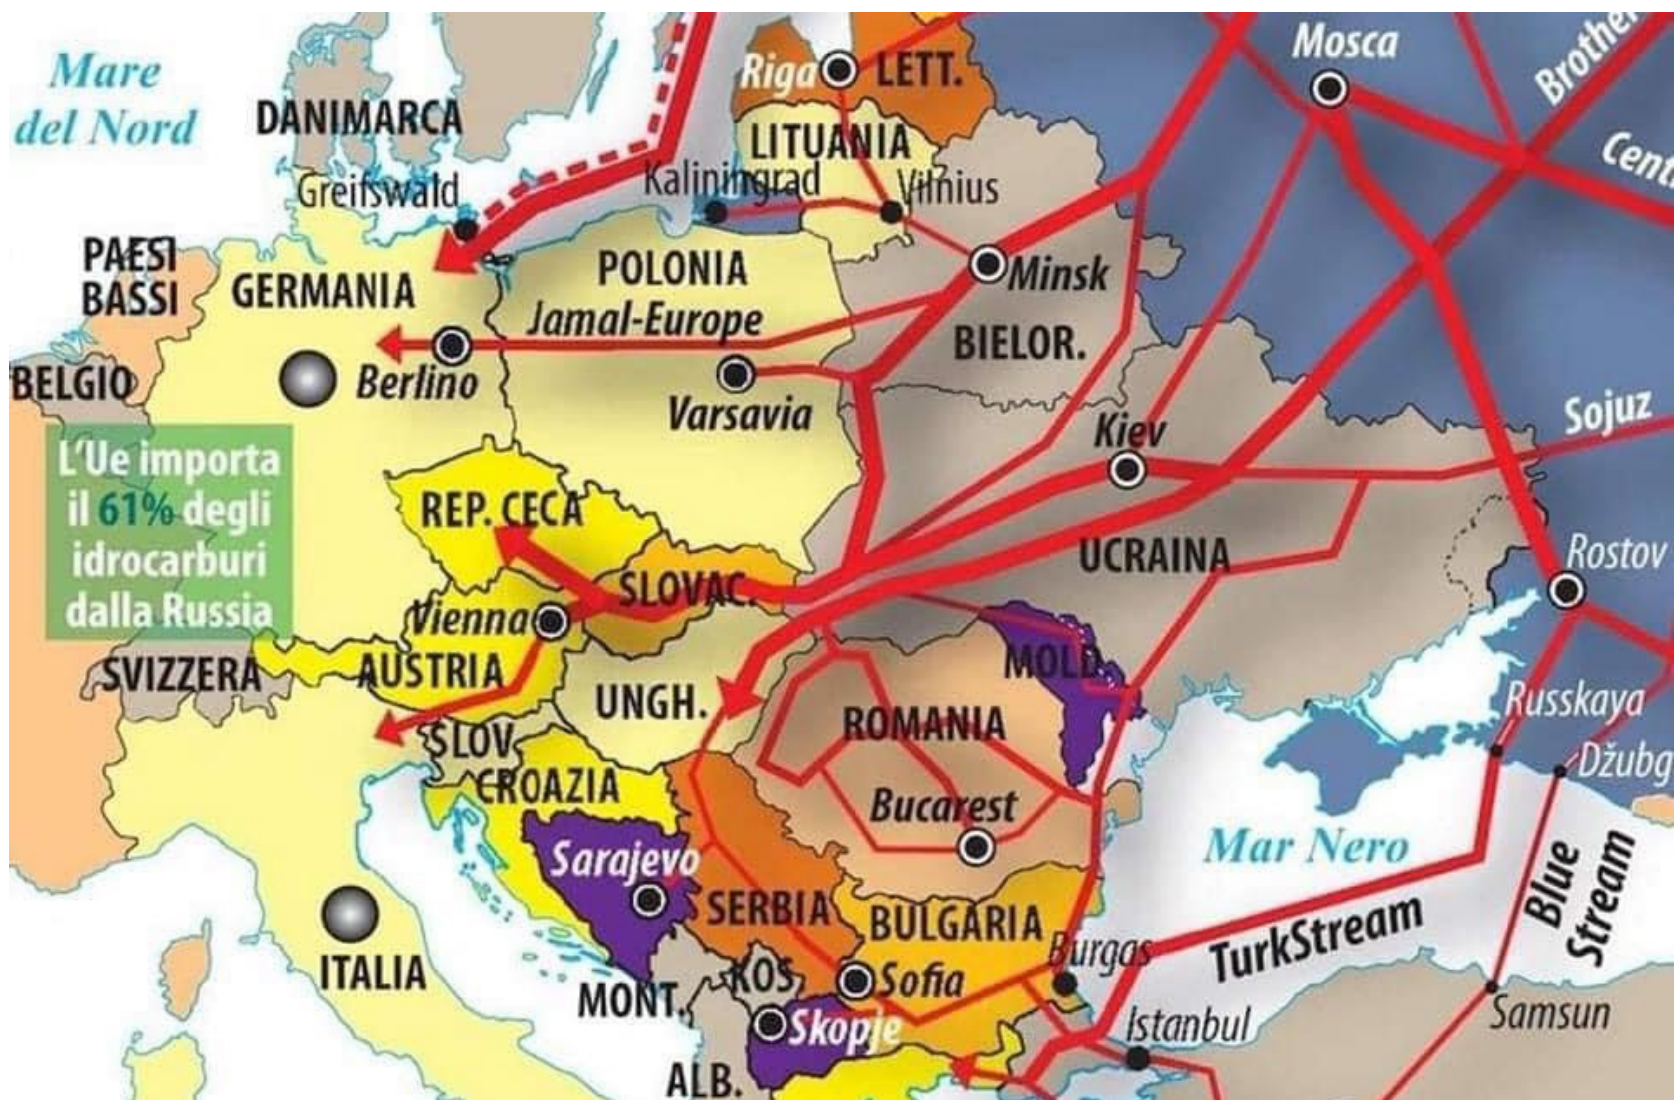 Mosca
Brother
Mare
del Nord
Riga
LETT.
DANIMARCA
LITUANIA
Cent
Greifswald
Kaliningrad
Vilnius
PAESI
BASSI
GERMANIA
POLONIA
Minsk
Jamal-Europe
BIELOR.
BELGIO
Berlino
Varsavia
Sojuz
Kiev
L'Ue importa
il 61% degli
idrocarburi
dalla Russia
REP. CECA
UCRAINA
Rostov
SLOVAC.
Vienna
SVIZZERA
AUSTRIA
MOLD.
UNGH.
Russkaya
ROMANIA
SLOV.
Džubg
CROAZIA
Bucarest
Mar Nero
Sarajevo
Blue
Stream
SERBIA
BULGARIA
TurkStream
Burgas
ITALIA
KOS.
Sofia
MONT.
Samsun
Skopje
Istanbul
ALB.